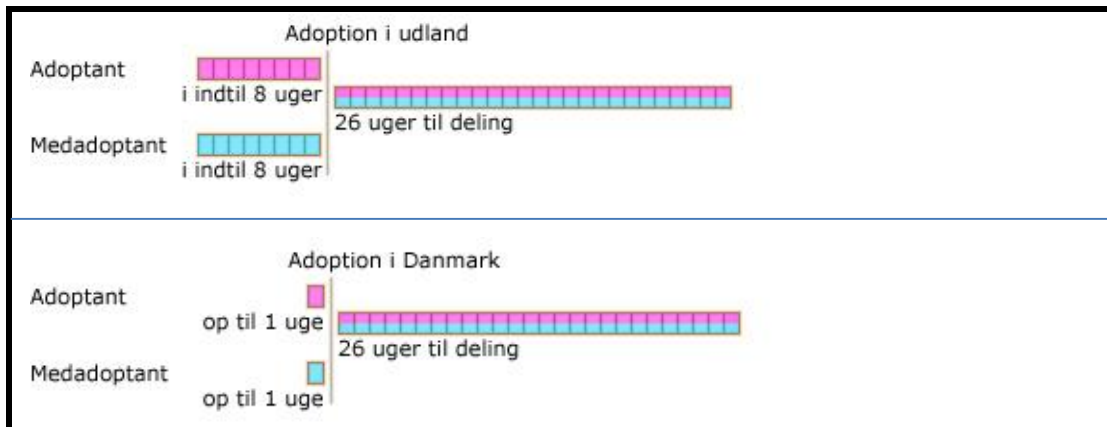 Adoption i udland
Adoptant
i indtil 8 uger
26 uger til deling
Medadoptant
i indtil 8 uger
Adoption i Danmark
Adoptant
op til 1 uge
26 uger til deling
Medadoptant
op til 1 uge